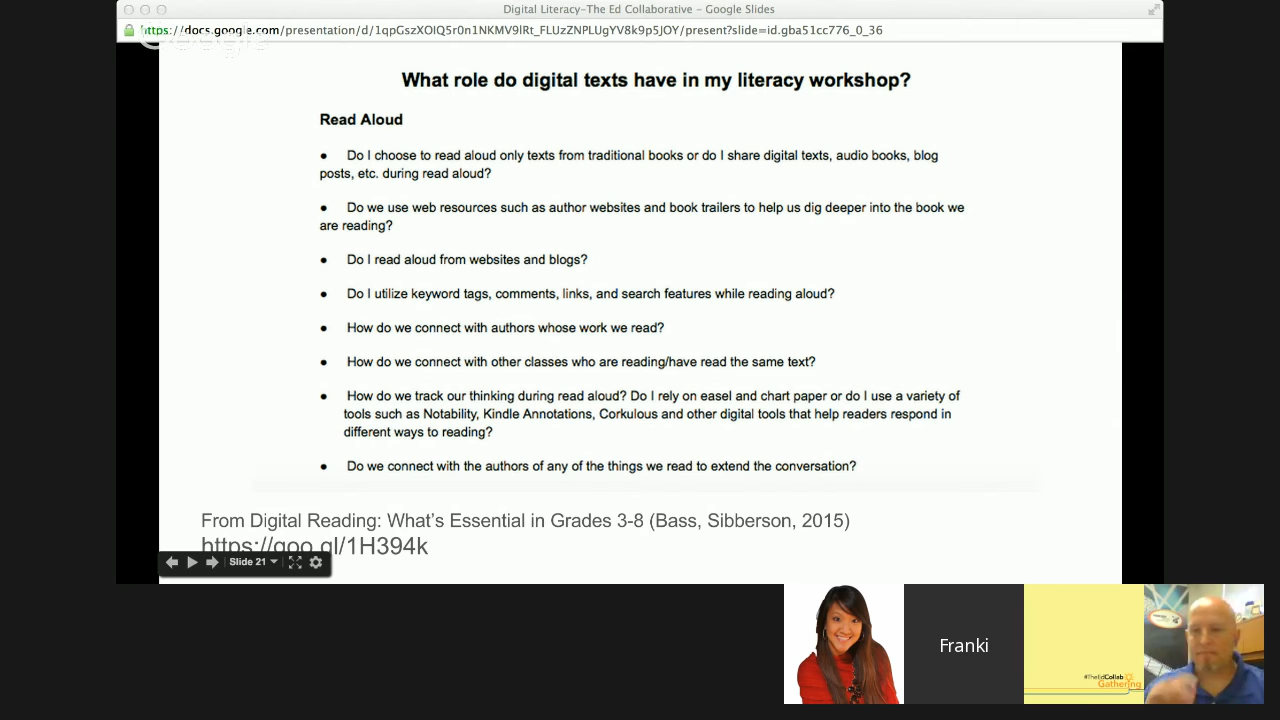 Digital Literacy–The Ed Collaborative – Google Slides
https://docs.google.com/presentation/d/1qpGszXOlQ5r0n1NKMV9lRt_FLUzZNPLUgYV8k9p5JOY/present?slide=id.gba51cc776_0_36
Google
What role do digital texts have in my literacy workshop?
Read Aloud
● Do I choose to read aloud only texts from traditional books or do I share digital texts, audio books, blog
posts, etc. during read aloud?
● Do we use web resources such as author websites and book trailers to help us dig deeper into the book we
are reading?
● Do I read aloud from websites and blogs?
● Do I utilize keyword tags, comments, links, and search features while reading aloud?
● How do we connect with authors whose work we read?
● How do we connect with other classes who are reading/have read the same text?
● How do we track our thinking during read aloud? Do I rely on easel and chart paper or do I use a variety of
tools such as Notability, Kindle Annotations, Corkulous and other digital tools that help readers respond in
different ways to reading?
● Do we connect with the authors of any of the things we read to extend the conversation?
From Digital Reading: What's Essential in Grades 3-8 (Bass, Sibberson, 2015)
https://goo.gl/1H394k
Slide 21
Franki
#TheEdCollab
Gathering